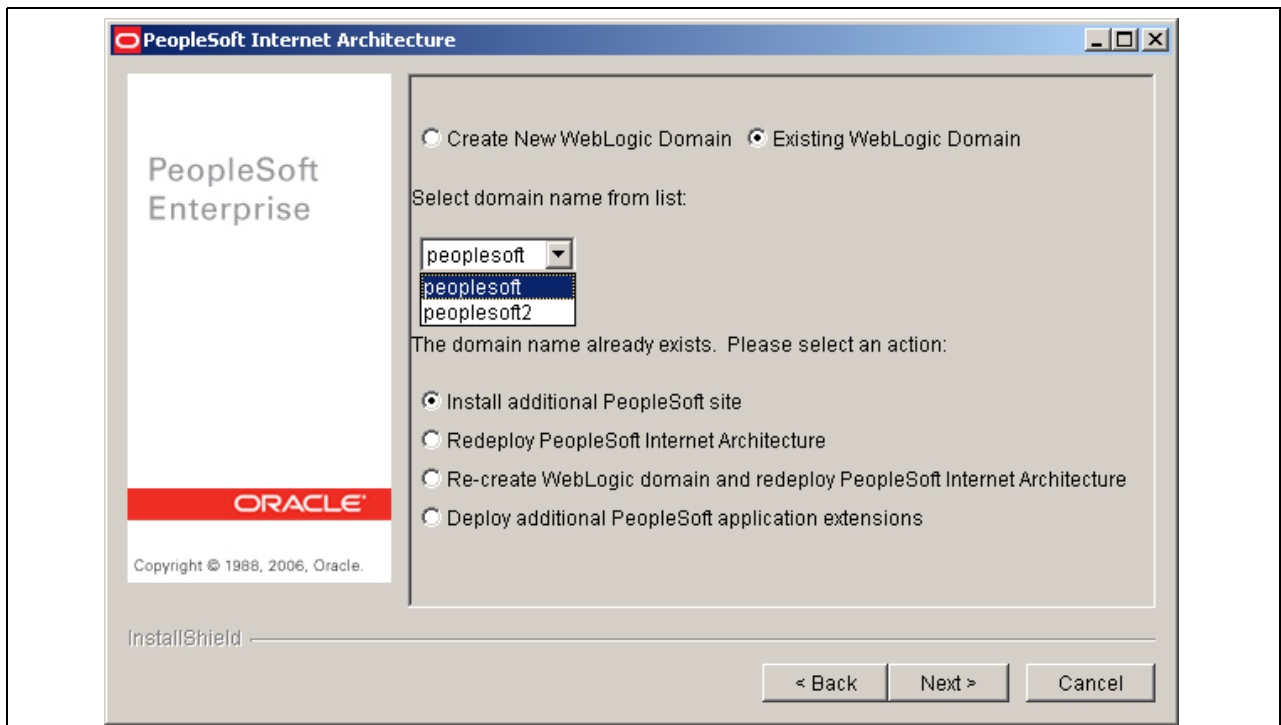 PeopleSoft Internet Architecture
PeopleSoft
Enterprise
ORACLE
Copyright © 1988, 2006, Oracle.
Create New WebLogic Domain Existing WebLogic Domain
Select domain name from list:
peoplesoft
peoplesoft
peoplesoft2
The domain name already exists. Please select an action:
Install additional PeopleSoft site
Redeploy PeopleSoft Internet Architecture
Re-create WebLogic domain and redeploy PeopleSoft Internet Architecture
Deploy additional PeopleSoft application extensions
InstallShield
< Back Next > Cancel